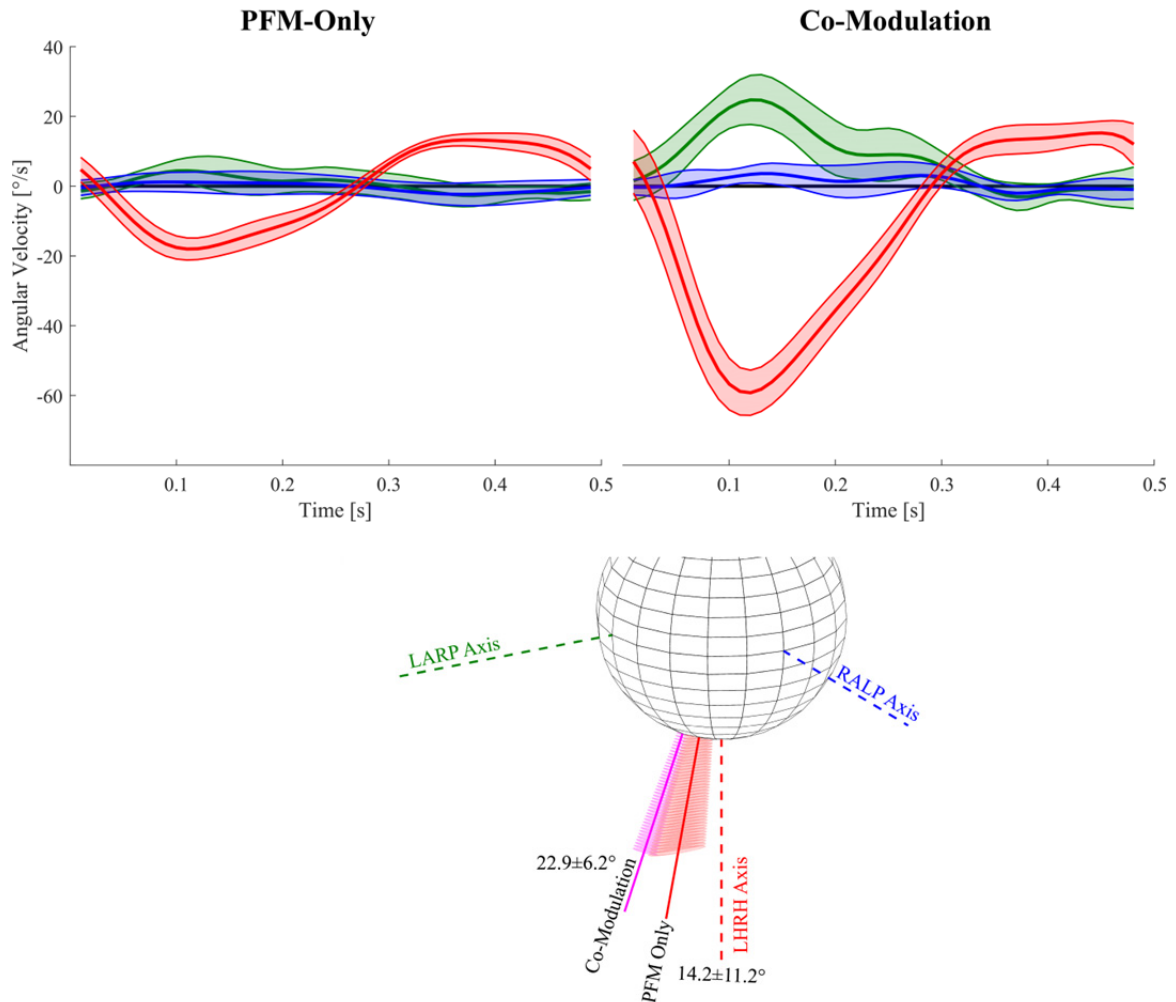 PFM-Only
Co-Modulation
Angular Velocity [°/s]
40
20
0
-20
-40
-60
0.1
0.2
0.3
0.4
0.5
Time [s]
0.1
0.2
0.3
0.4
0.5
Time [s]
LARP Axis
RALP Axis
22.9±6.2°
Co-Modulation
PFM Only
LHRH Axis
14.2±11.2°